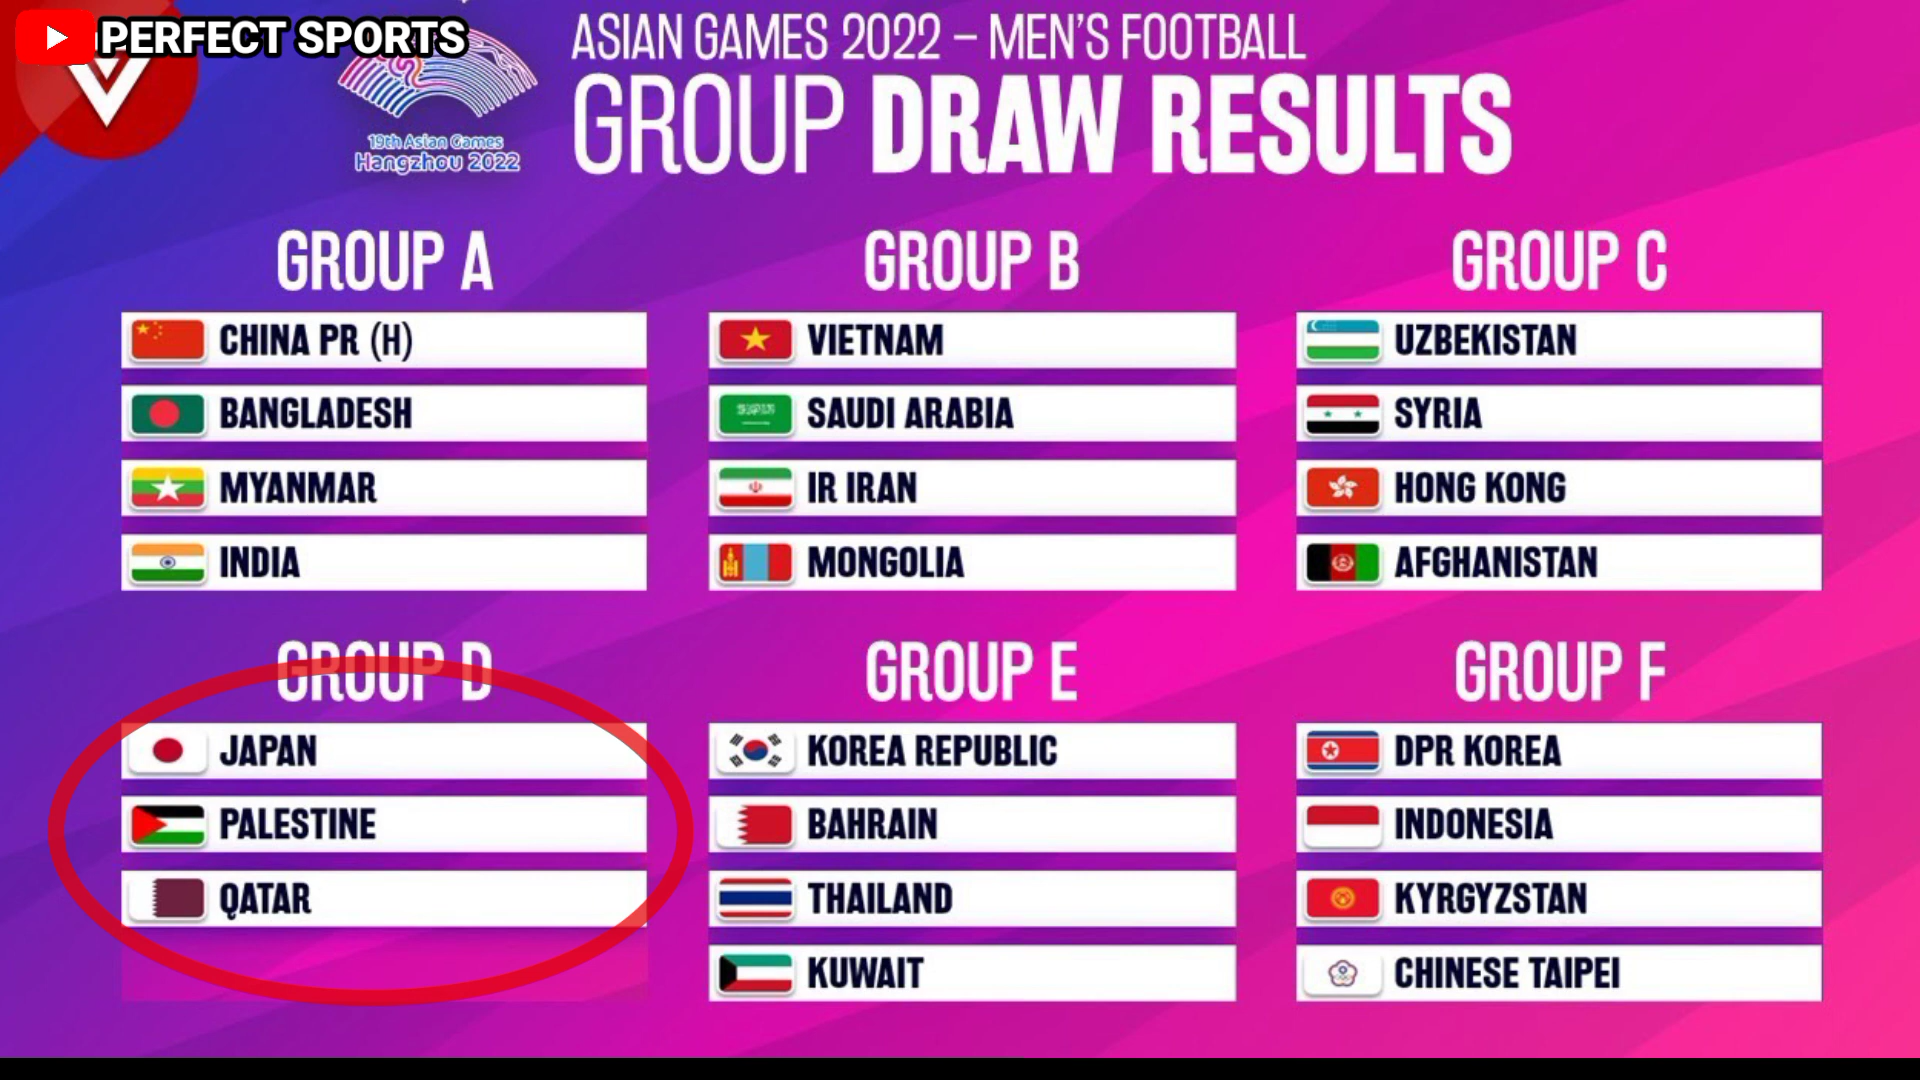 PERFECT SPORTS
19th Asian Games
Hangzhou 2022
ASIAN GAMES 2022 – MEN'S FOOTBALL
GROUP DRAW RESULTS
GROUP A
CHINA PR (H)
BANGLADESH
MYANMAR
INDIA
GROUP B
VIETNAM
SAUDI ARABIA
IR IRAN
MONGOLIA
GROUP C
UZBEKISTAN
SYRIA
HONG KONG
AFGHANISTAN
GROUP D
JAPAN
PALESTINE
QATAR
GROUP E
KOREA REPUBLIC
BAHRAIN
THAILAND
KUWAIT
GROUP F
DPR KOREA
INDONESIA
KYRGYZSTAN
CHINESE TAIPEI